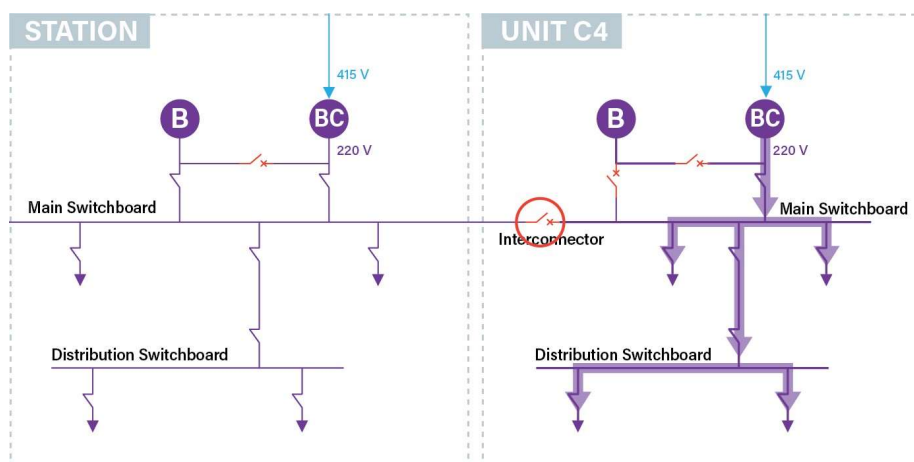 STATION
UNIT C4
415 V
415 V
B
BC
B
BC
220 V
220 V
Main Switchboard
Main Switchboard
Interconnector
Distribution Switchboard
Distribution Switchboard